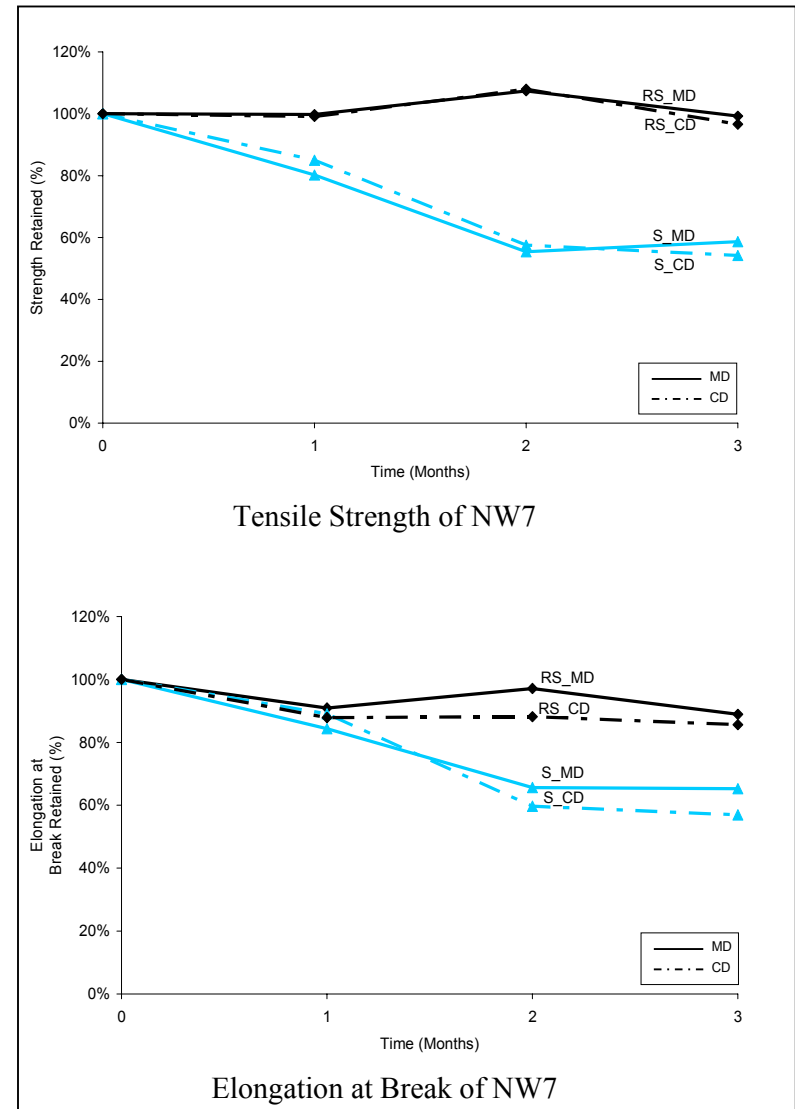 120%
100%
80%
60%
40%
20%
0%
Strength Retained (%)
RS_MD
RS_CD
S_MD
S_CD
MD
CD
0 1 2 3
Time (Months)
Tensile Strength of NW7
120%
100%
80%
60%
40%
20%
0%
Elongation at
Break Retained (%)
RS_MD
RS_CD
S_MD
S_CD
MD
CD
0 1 2 3
Time (Months)
Elongation at Break of NW7